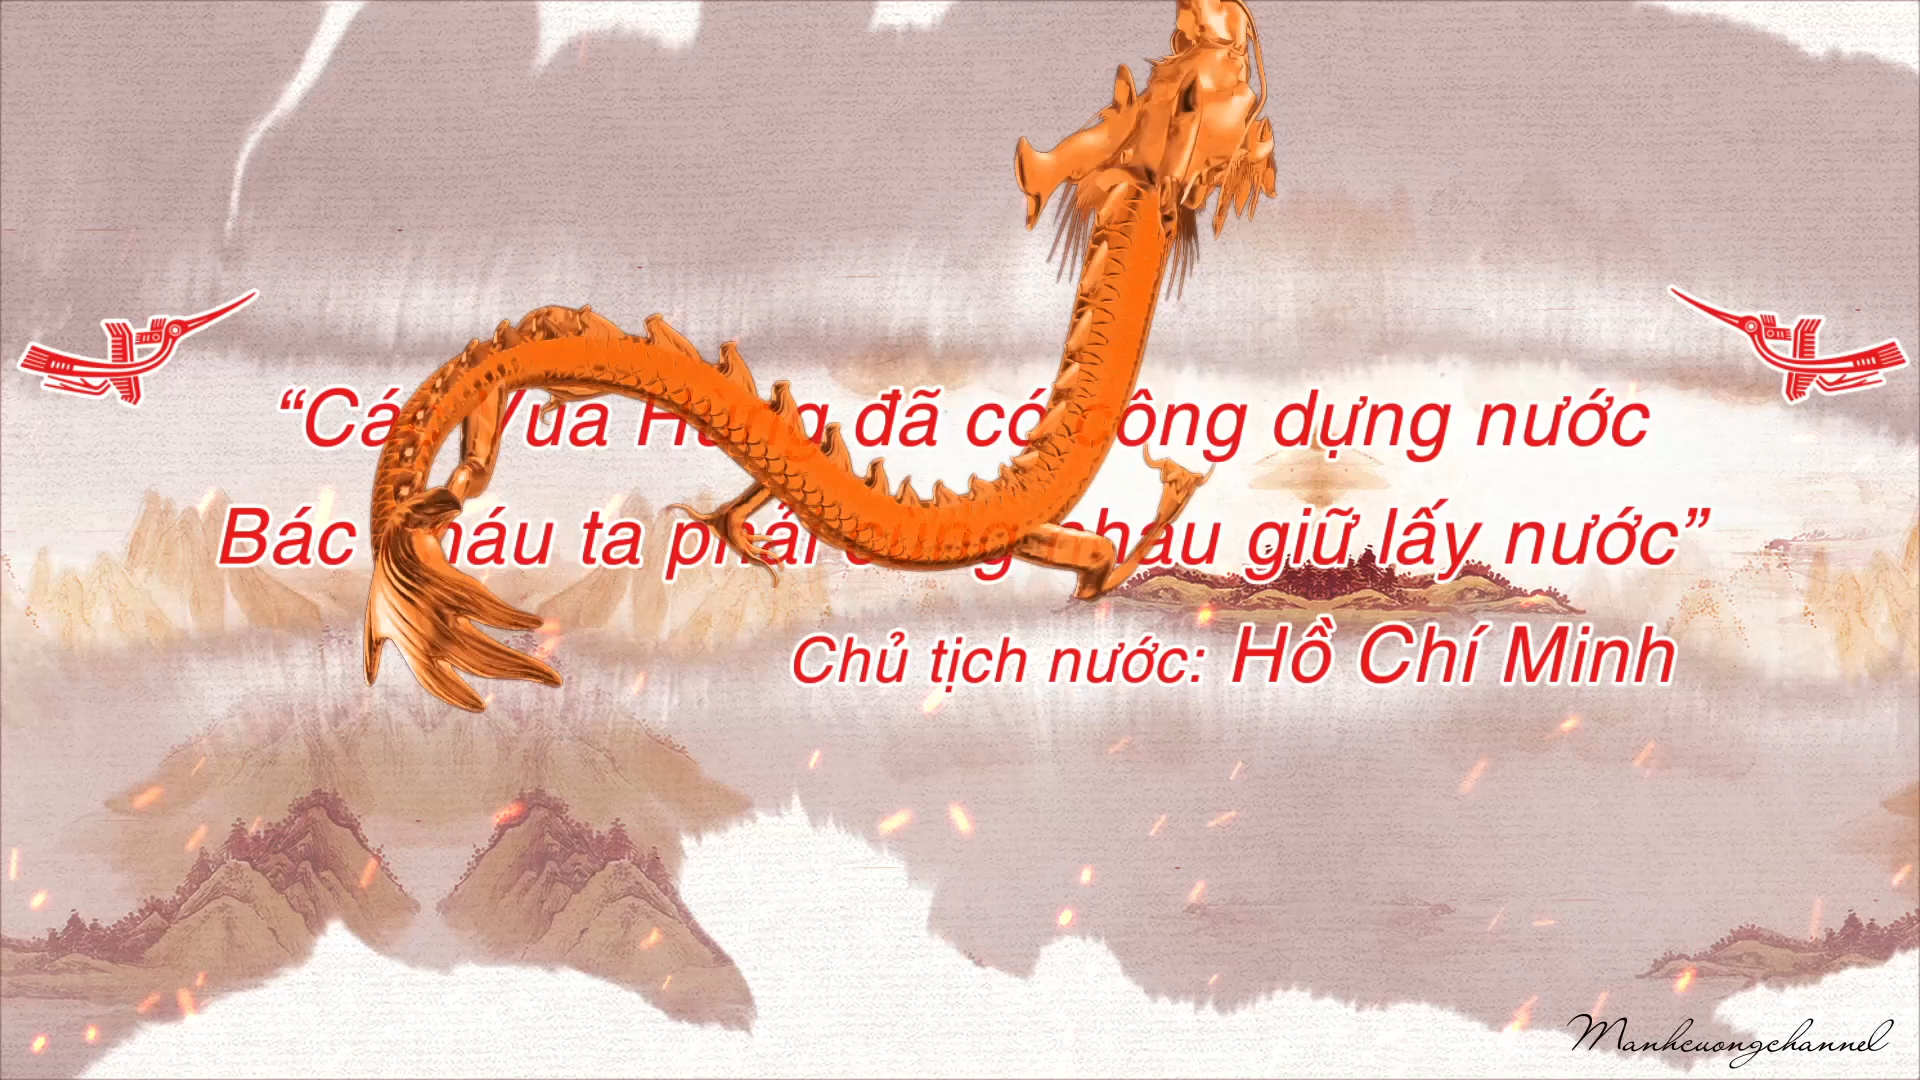 “Các Vua Hùng đã có công dựng nước
Bác cháu ta phải cùng nhau giữ lấy nước”
Chủ tịch nước: Hồ Chí Minh
Manhcuongchannel